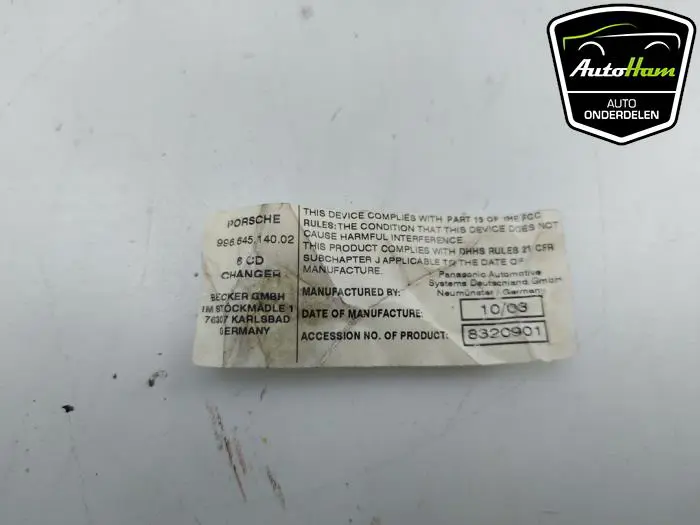 AutoHam
AUTO
ONDERDELEN
PORSCHE
996.645.140.02
6 CD
CHANGER
BECKER GMBH
IM STÖCKMÄDLE 1
76307 KARLSBAD
GERMANY
THIS DEVICE COMPLIES WITH PART 15 OF THE FCC
RULES:THE CONDITION THAT THIS DEVICE DOES NOT
CAUSE HARMFUL INTERFERENCE.
THIS PRODUCT COMPLIES WITH DHHS RULES 21 CFR
SUBCHAPTER J APPLICABLE TO THE DATE OF
MANUFACTURE.
MANUFACTURED BY:
Panasonic Automotive
Systems Deutschland GmbH
Neumünster / Germany
DATE OF MANUFACTURE: 10/03
ACCESSION NO. OF PRODUCT: 8320901